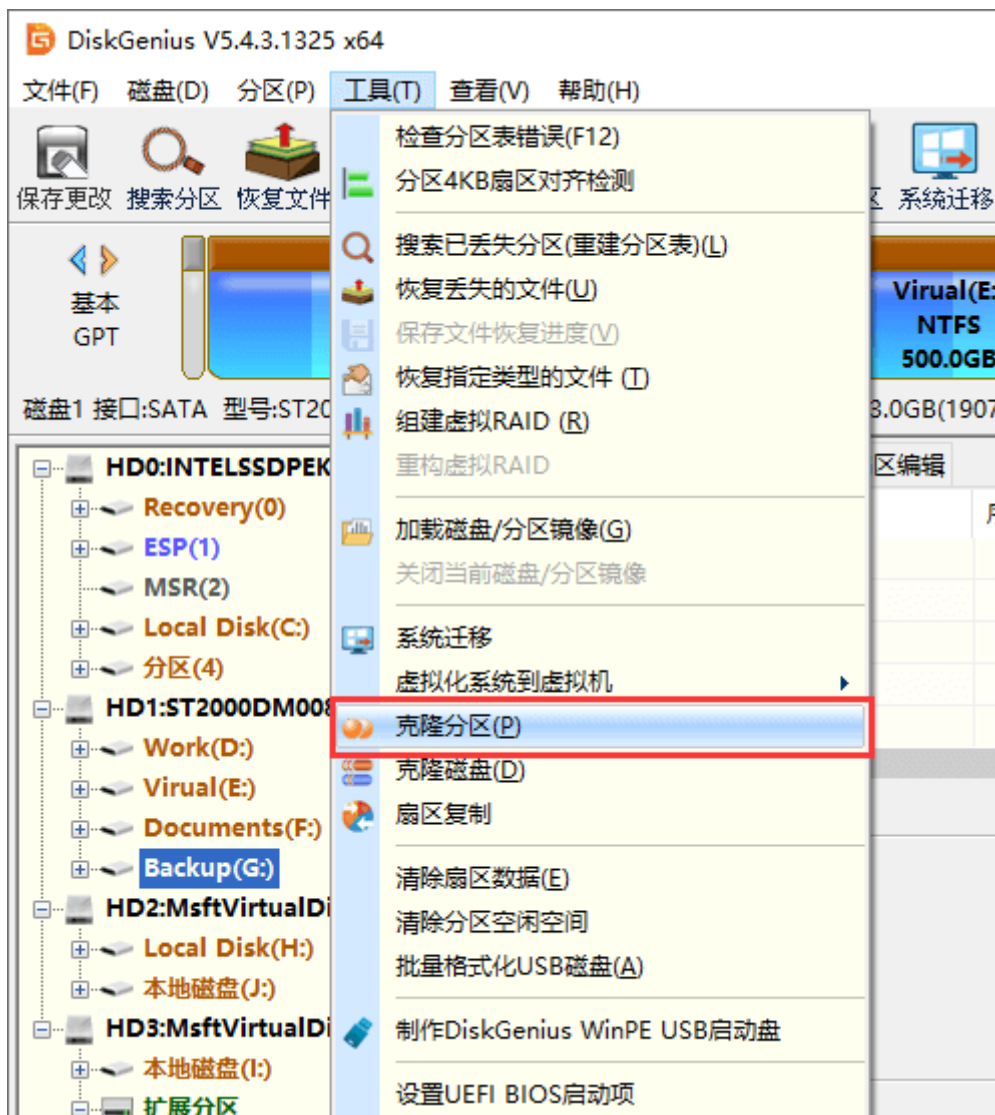 DiskGenius V5.4.3.1325 x64
文件(F) 磁盘(D) 分区(P) 工具(T) 查看(V) 帮助(H)
保存更改 搜索分区 恢复文件 系统迁移
基本
GPT
Virual(E:
NTFS
500.0GB
磁盘1 接口:SATA 型号:ST20
3.0GB(1907
检查分区表错误(F12)
分区4KB扇区对齐检测
搜索已丢失分区(重建分区表)(L)
恢复丢失的文件(U)
保存文件恢复进度(V)
恢复指定类型的文件 (T)
组建虚拟RAID (R)
重构虚拟RAID
加载磁盘/分区镜像(G)
关闭当前磁盘/分区镜像
系统迁移
虚拟化系统到虚拟机
克隆分区(P)
克隆磁盘(D)
扇区复制
清除扇区数据(E)
清除分区空闲空间
批量格式化USB磁盘(A)
制作DiskGenius WinPE USB启动盘
设置UEFI BIOS启动项
区编辑
HD0:INTELSSDPEK
Recovery(0)
ESP(1)
MSR(2)
Local Disk(C:)
分区(4)
HD1:ST2000DM008
Work(D:)
Virual(E:)
Documents(F:)
Backup(G:)
HD2:MsftVirtualDi
Local Disk(H:)
本地磁盘(J:)
HD3:MsftVirtualDi
本地磁盘(I:)
扩展分区